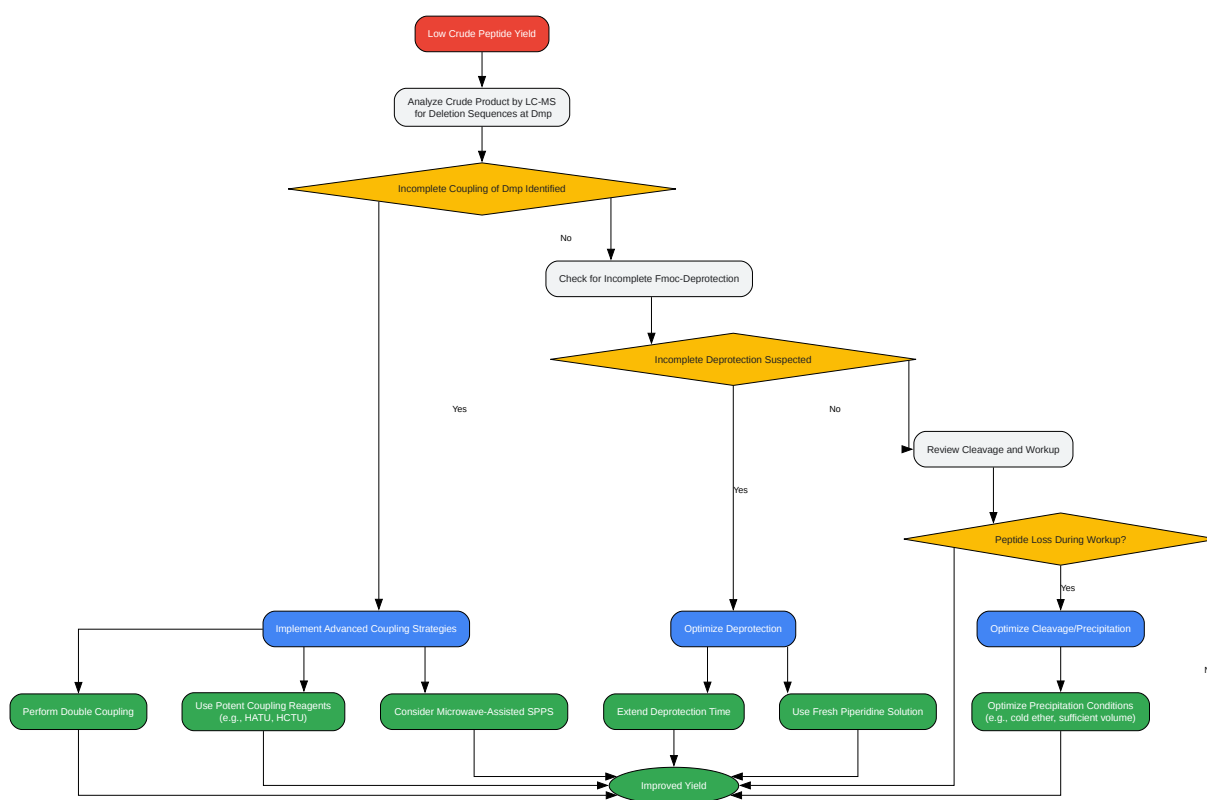 Low Crude Peptide Yield
Analyze Crude Product by LC-MS
for Deletion Sequences at Dmp
Incomplete Coupling of Dmp Identified
No
Check for Incomplete Fmoc-Deprotection
Incomplete Deprotection Suspected
Yes
No
Review Cleavage and Workup
Yes
Peptide Loss During Workup?
Yes
Implement Advanced Coupling Strategies
Optimize Deprotection
Optimize Cleavage/Precipitation
Perform Double Coupling
Use Potent Coupling Reagents
(e.g., HATU, HCTU)
Consider Microwave-Assisted SPPS
Extend Deprotection Time
Use Fresh Piperidine Solution
Optimize Precipitation Conditions
(e.g., cold ether, sufficient volume)
Improved Yield